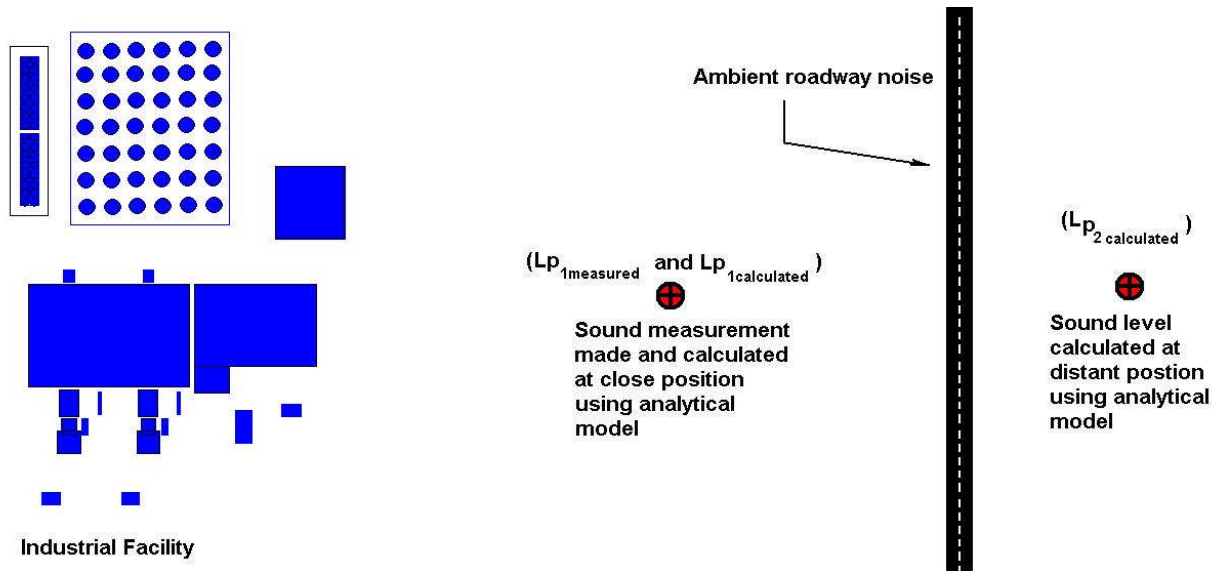 Ambient roadway noise
(Lp1measured and Lp1calculated)
(Lp2 calculated)
Sound measurement
made and calculated
at close position
using analytical
model
Sound level
calculated at
distant postion
using analytical
model
Industrial Facility